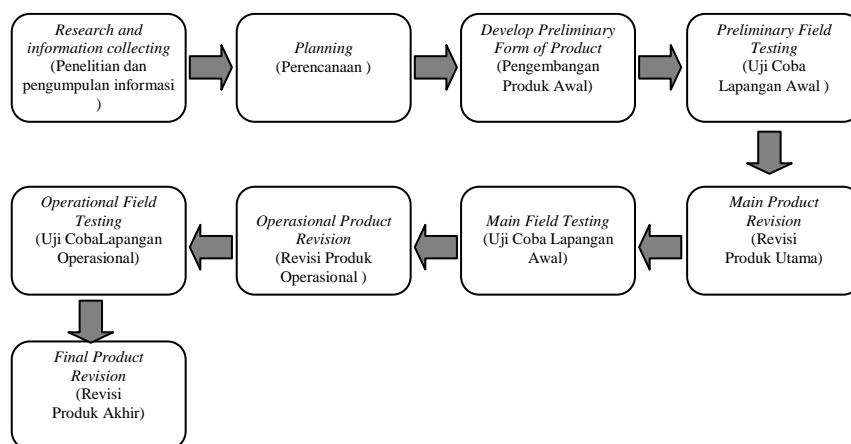 Research and
information collecting
(Penelitian dan
pengumpulan informasi
)
Planning
(Perencanaan )
Develop Preliminary
Form of Product
(Pengembangan
Produk Awal)
Preliminary Field
Testing
(Uji Coba
Lapangan Awal )
Main Product
Revision
(Revisi
Produk Utama)
Main Field Testing
(Uji Coba Lapangan
Awal)
Operasional Product
Revision
(Revisi Produk
Operasional )
Operational Field
Testing
(Uji CobaLapangan
Operasional)
Final Product
Revision
(Revisi
Produk Akhir)